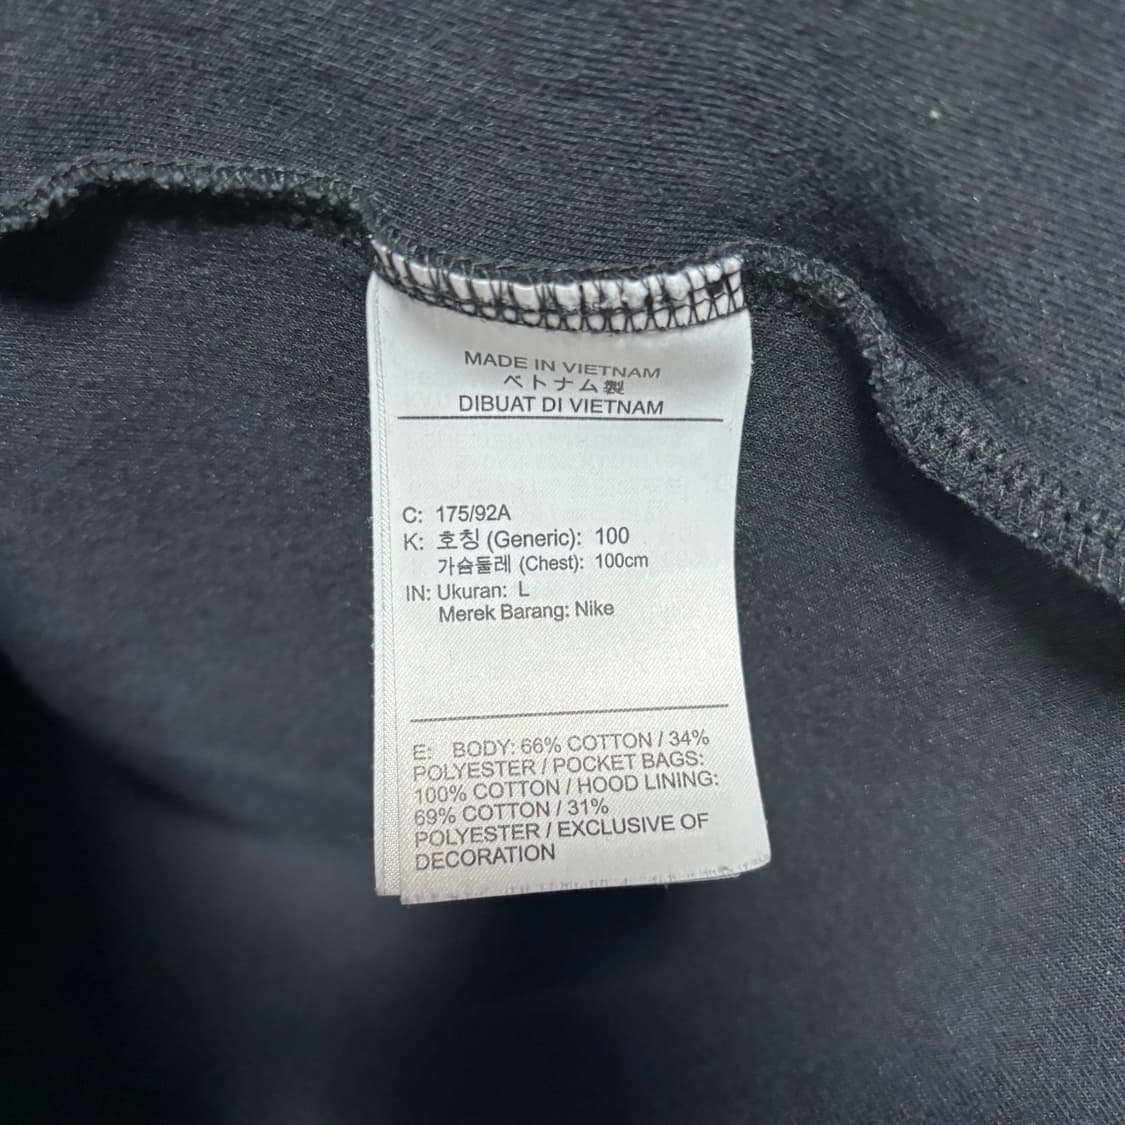 MADE IN VIETNAM
ベトナム製
DIBUAT DI VIETNAM
C: 175/92A
K: 호칭 (Generic): 100
가슴둘레 (Chest): 100cm
IN: Ukuran: L
Merek Barang: Nike
E: BODY: 66% COTTON / 34%
POLYESTER / POCKET BAGS:
100% COTTON / HOOD LINING:
69% COTTON / 31%
POLYESTER / EXCLUSIVE OF
DECORATION